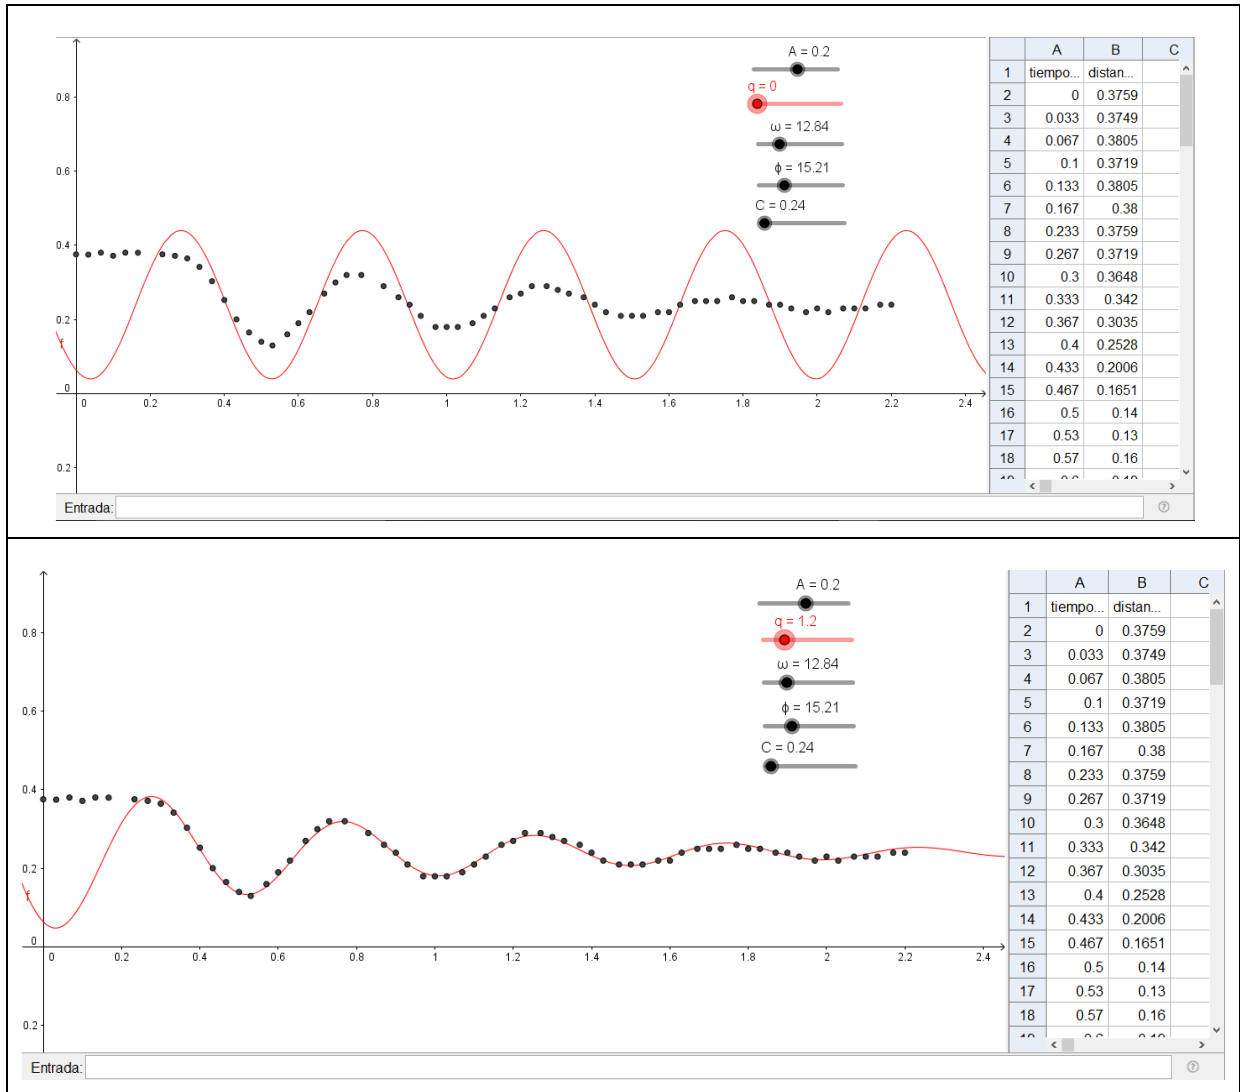 A = 0.2
q = 0
ω = 12.84
ϕ = 15.21
C = 0.24
0.8
0.6
0.4
0.2
0
0.2
f
0 0.2 0.4 0.6 0.8 1 1.2 1.4 1.6 1.8 2 2.2 2.4
A B C
1 tiempo... distan...
2 0 0.3759
3 0.033 0.3749
4 0.067 0.3805
5 0.1 0.3719
6 0.133 0.3805
7 0.167 0.38
8 0.233 0.3759
9 0.267 0.3719
10 0.3 0.3648
11 0.333 0.342
12 0.367 0.3035
13 0.4 0.2528
14 0.433 0.2006
15 0.467 0.1651
16 0.5 0.14
17 0.53 0.13
18 0.57 0.16
Entrada:
A = 0.2
q = 1.2
ω = 12.84
ϕ = 15.21
C = 0.24
0.8
0.6
0.4
0.2
0
0.2
f
0 0.2 0.4 0.6 0.8 1 1.2 1.4 1.6 1.8 2 2.2 2.4
A B C
1 tiempo... distan...
2 0 0.3759
3 0.033 0.3749
4 0.067 0.3805
5 0.1 0.3719
6 0.133 0.3805
7 0.167 0.38
8 0.233 0.3759
9 0.267 0.3719
10 0.3 0.3648
11 0.333 0.342
12 0.367 0.3035
13 0.4 0.2528
14 0.433 0.2006
15 0.467 0.1651
16 0.5 0.14
17 0.53 0.13
18 0.57 0.16
Entrada: